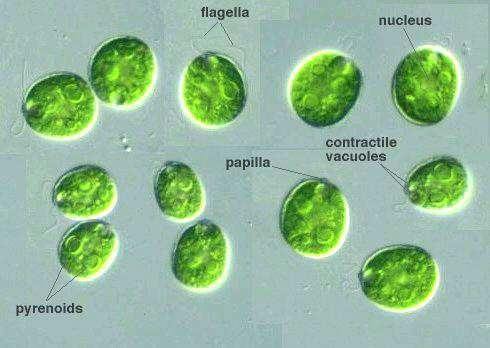 flagella
nucleus
contractile
vacuoles
papilla
pyrenoids